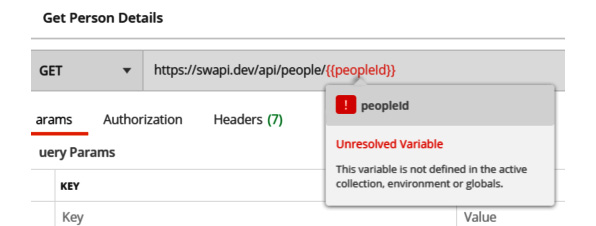 Get Person Details
GET https://swapi.dev/api/people/{{peopleId}}
! peopleId
arams Authorization Headers (7)
Unresolved Variable
uery Params
This variable is not defined in the active
collection, environment or globals.
KEY
Key Value